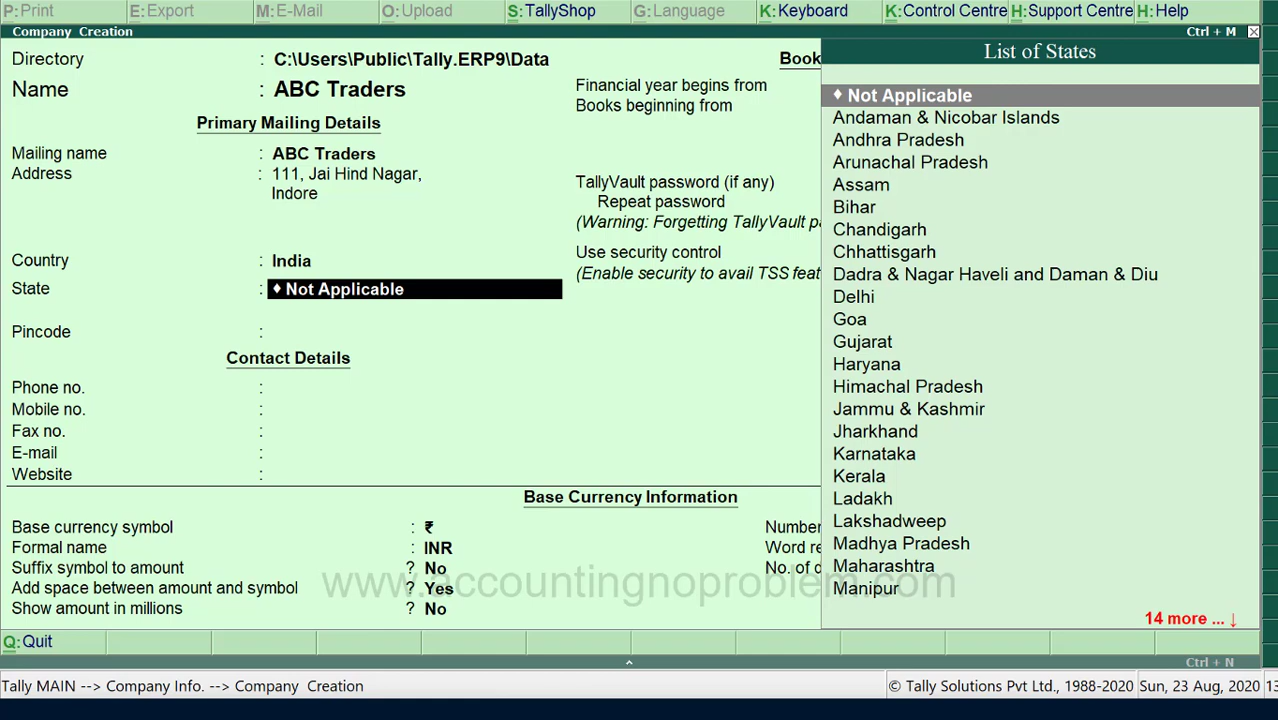 P:Print E:Export M:E-Mail O:Upload S:TallyShop G:Language K:Keyboard K:Control Centre H:Support Centre H:Help
Company Creation Ctrl + M
Directory : C:\Users\Public\Tally.ERP9\Data
Name : ABC Traders
Primary Mailing Details
Mailing name : ABC Traders
Address : 111, Jai Hind Nagar,
Indore
Country : India
State : ♦ Not Applicable
Pincode :
Contact Details
Phone no. :
Mobile no. :
Fax no. :
E-mail :
Website :
Book
Financial year begins from
Books beginning from
TallyVault password (if any)
Repeat password
(Warning: Forgetting TallyVault pa
Use security control
(Enable security to avail TSS feat
Base Currency Information
Base currency symbol : ₹
Formal name : INR
Suffix symbol to amount ? No
Add space between amount and symbol ? Yes
Show amount in millions ? No
Number
Word re
No. of d
List of States
♦ Not Applicable
Andaman & Nicobar Islands
Andhra Pradesh
Arunachal Pradesh
Assam
Bihar
Chandigarh
Chhattisgarh
Dadra & Nagar Haveli and Daman & Diu
Delhi
Goa
Gujarat
Haryana
Himachal Pradesh
Jammu & Kashmir
Jharkhand
Karnataka
Kerala
Ladakh
Lakshadweep
Madhya Pradesh
Maharashtra
Manipur
14 more ... ↓
www.accountingnoproblem.com
Q:Quit
Ctrl + N
Tally MAIN --> Company Info. --> Company Creation © Tally Solutions Pvt Ltd., 1988-2020 Sun, 23 Aug, 2020 13